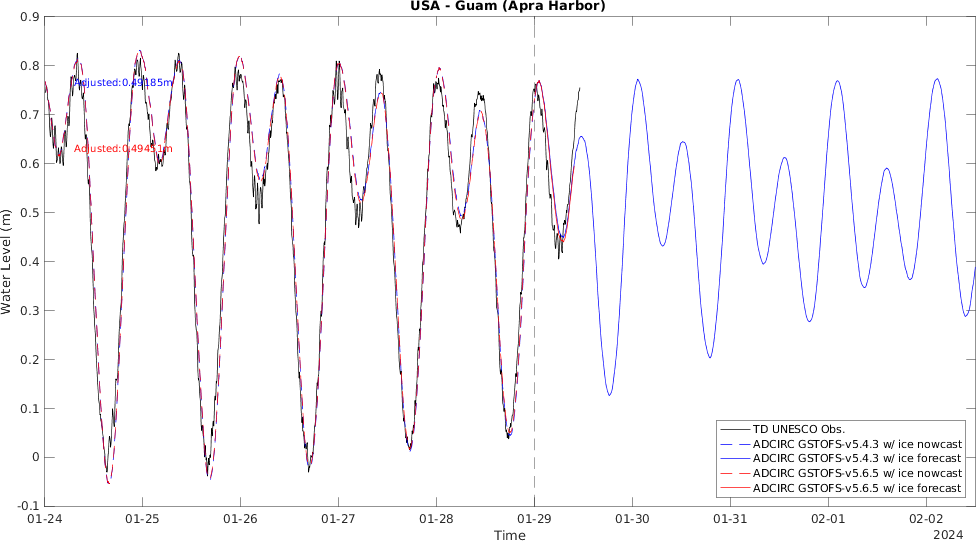 USA - Guam (Apra Harbor)
0.9
0.8
0.7
0.6
0.5
0.4
0.3
0.2
0.1
0
-0.1
Water Level (m)
Adjusted:0.49185m
Adjusted:0.49451m
TD UNESCO Obs.
ADCIRC GSTOFS-v5.4.3 w/ ice nowcast
ADCIRC GSTOFS-v5.4.3 w/ ice forecast
ADCIRC GSTOFS-v5.6.5 w/ ice nowcast
ADCIRC GSTOFS-v5.6.5 w/ ice forecast
01-24 01-25 01-26 01-27 01-28 01-29 01-30 01-31 02-01 02-02
Time
2024